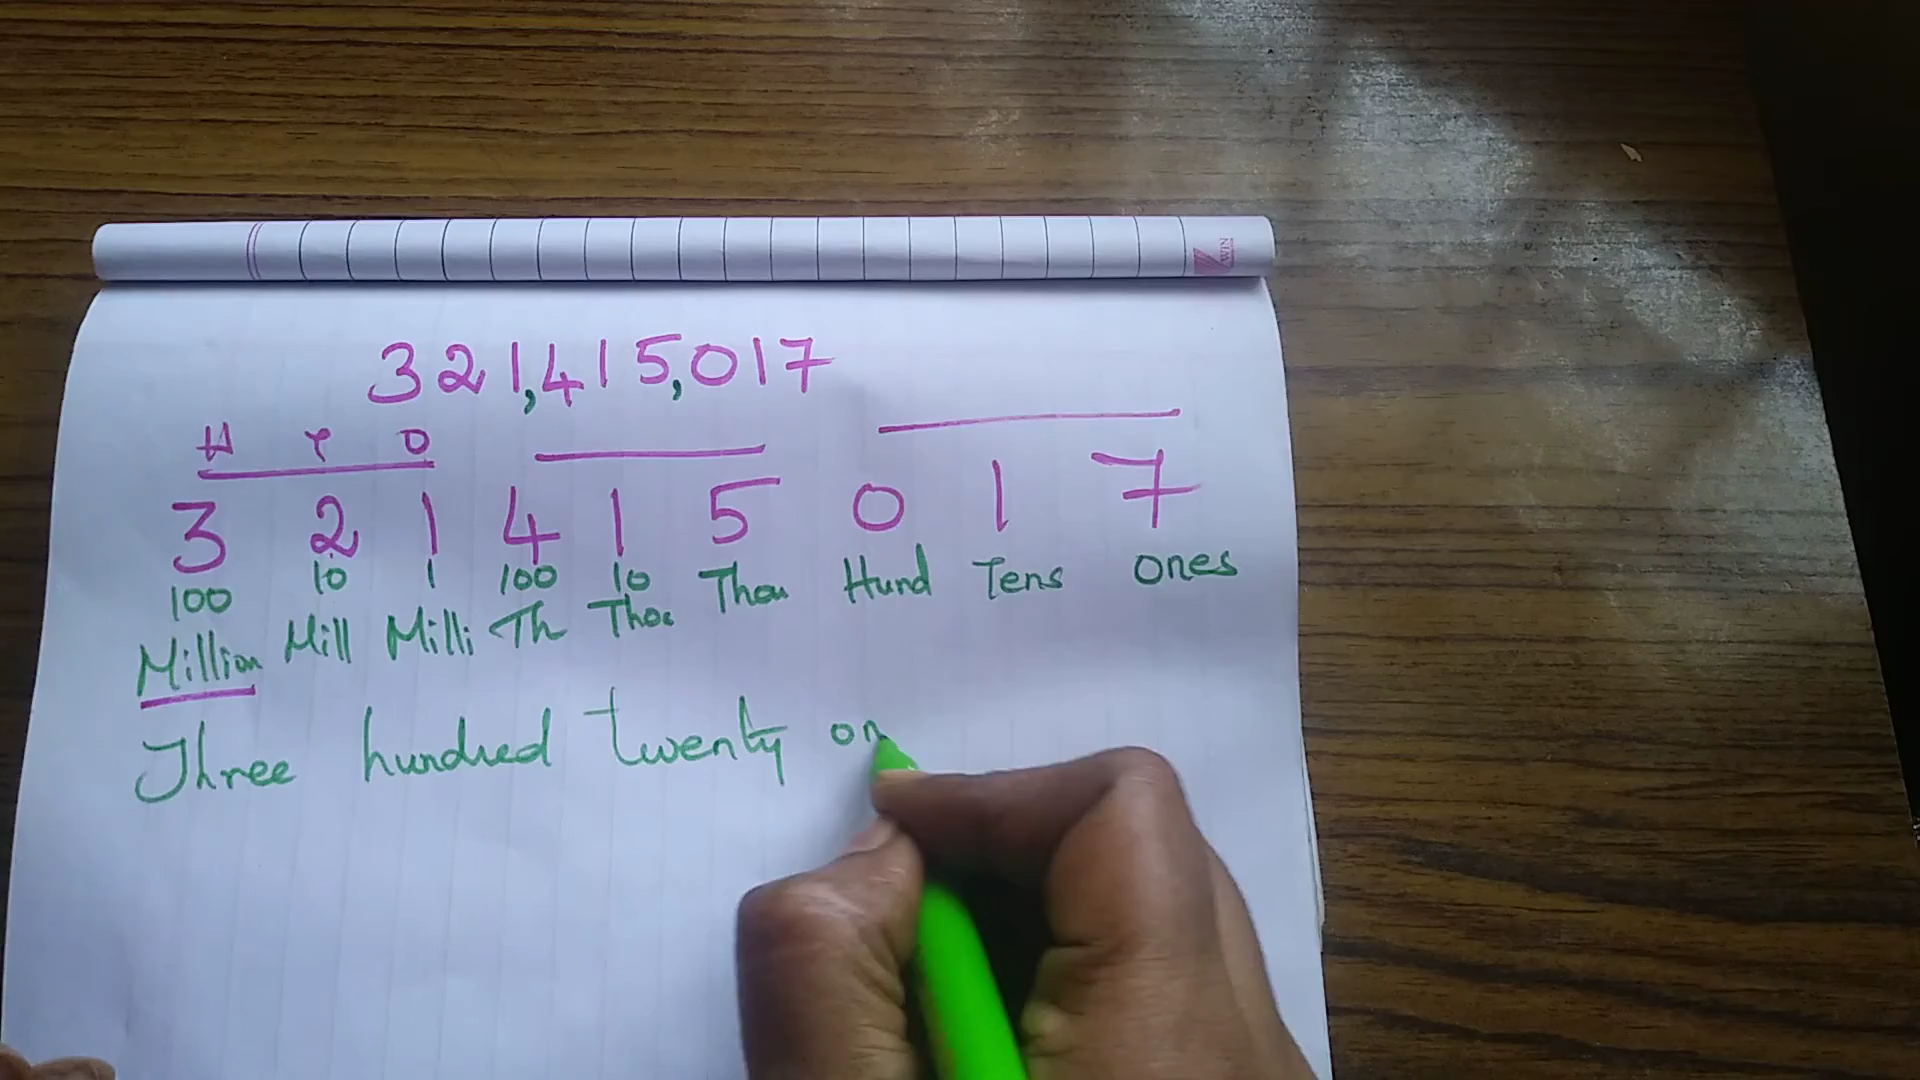 WIN
321,415,017
H T O
3 2 1 4 1 5 0 1 7
100 10 1 100 10 Thou Hund Tens Ones
Million Mill Milli Th Thou
Three hundred twenty on